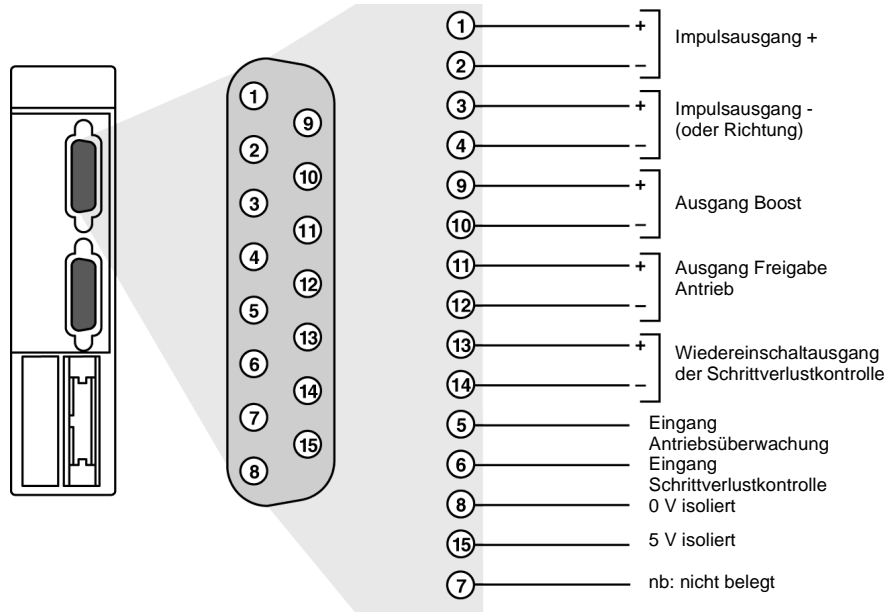 1
2
3
4
5
6
7
8
9
10
11
12
13
14
15
1 + Impulsausgang +
2 –
3 + Impulsausgang -
(oder Richtung)
4 –
9 + Ausgang Boost
10 –
11 + Ausgang Freigabe
Antrieb
12 –
13 + Wiedereinschaltausgang
der Schrittverlustkontrolle
14 –
5 Eingang
Antriebsüberwachung
6 Eingang
Schrittverlustkontrolle
8 0 V isoliert
15 5 V isoliert
7 nb: nicht belegt